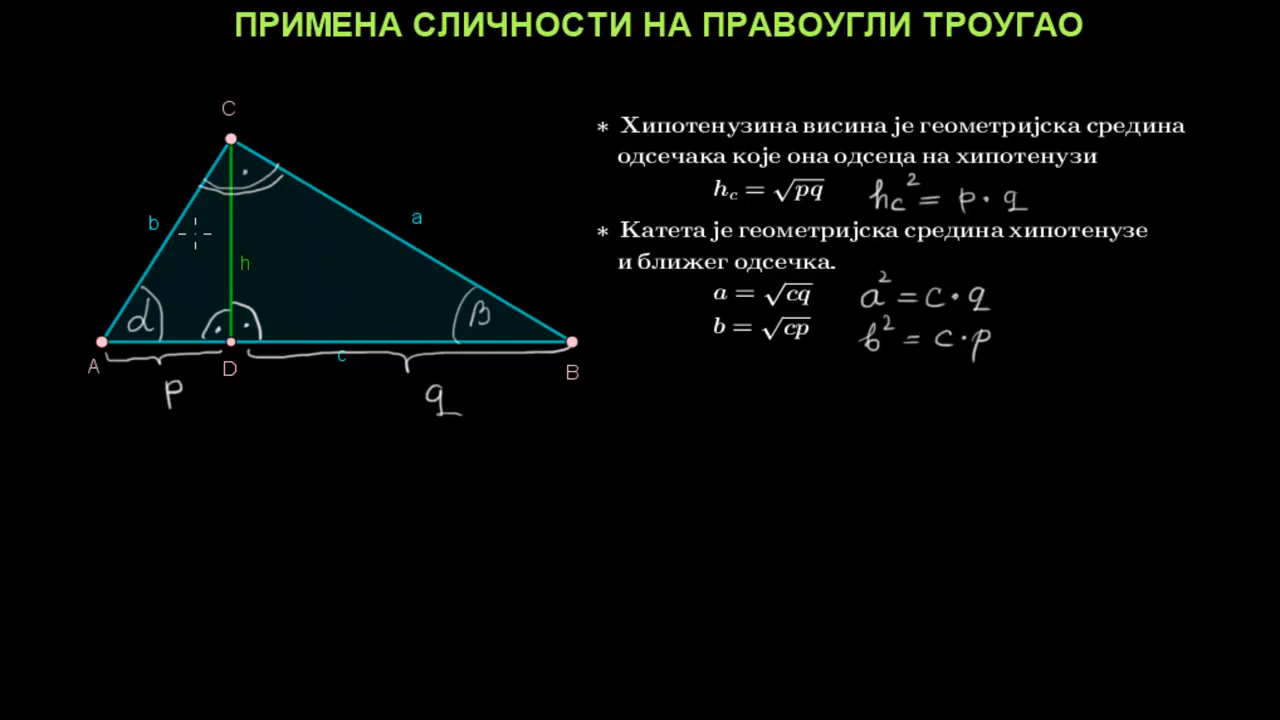 ПРИМЕНА СЛИЧНОСТИ НА ПРАВОУГЛИ ТРОУГАО
C
b
a
h
α
β
A
D
c
B
p
q
* Хипотенузина висина је геометријска средина
одсечака које она одсеца на хипотенузи
h_c = √pq h_c² = p · q
* Катета је геометријска средина хипотенузе
и ближег одсечка.
a = √cq a² = c · q
b = √cp b² = c · p